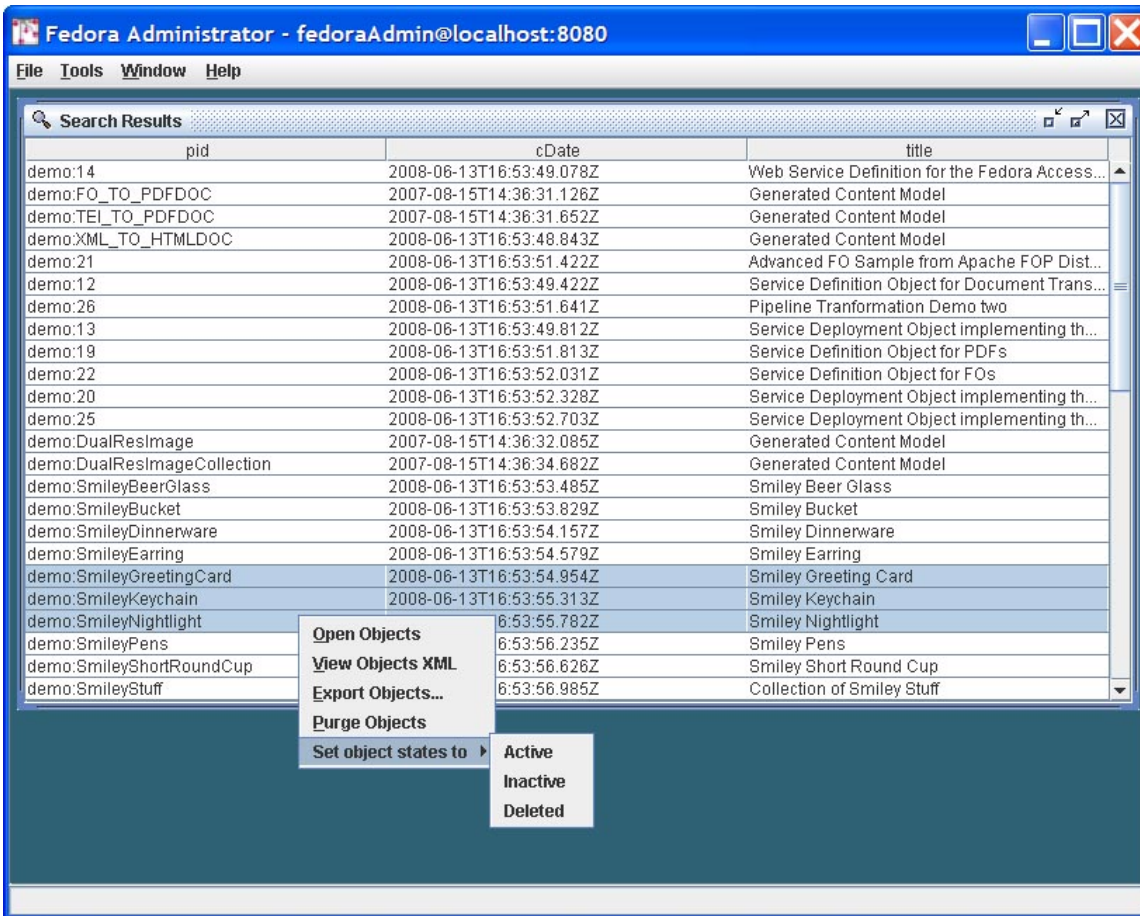 Fedora Administrator - fedoraAdmin@localhost:8080
File Tools Window Help
Search Results
pid cDate title
demo:14 2008-06-13T16:53:49.078Z Web Service Definition for the Fedora Access...
demo:FO_TO_PDFDOC 2007-08-15T14:36:31.126Z Generated Content Model
demo:TEI_TO_PDFDOC 2007-08-15T14:36:31.652Z Generated Content Model
demo:XML_TO_HTMLDOC 2008-06-13T16:53:48.843Z Generated Content Model
demo:21 2008-06-13T16:53:51.422Z Advanced FO Sample from Apache FOP Dist...
demo:12 2008-06-13T16:53:49.422Z Service Definition Object for Document Trans...
demo:26 2008-06-13T16:53:51.641Z Pipeline Tranformation Demo two
demo:13 2008-06-13T16:53:49.812Z Service Deployment Object implementing th...
demo:19 2008-06-13T16:53:51.813Z Service Definition Object for PDFs
demo:22 2008-06-13T16:53:52.031Z Service Definition Object for FOs
demo:20 2008-06-13T16:53:52.328Z Service Deployment Object implementing th...
demo:25 2008-06-13T16:53:52.703Z Service Deployment Object implementing th...
demo:DualResImage 2007-08-15T14:36:32.085Z Generated Content Model
demo:DualResImageCollection 2007-08-15T14:36:34.682Z Generated Content Model
demo:SmileyBeerGlass 2008-06-13T16:53:53.485Z Smiley Beer Glass
demo:SmileyBucket 2008-06-13T16:53:53.829Z Smiley Bucket
demo:SmileyDinnerware 2008-06-13T16:53:54.157Z Smiley Dinnerware
demo:SmileyEarring 2008-06-13T16:53:54.579Z Smiley Earring
demo:SmileyGreetingCard 2008-06-13T16:53:54.954Z Smiley Greeting Card
demo:SmileyKeychain 2008-06-13T16:53:55.313Z Smiley Keychain
demo:SmileyNightlight 6:53:55.782Z Smiley Nightlight
demo:SmileyPens 6:53:56.235Z Smiley Pens
demo:SmileyShortRoundCup 6:53:56.626Z Smiley Short Round Cup
demo:SmileyStuff 6:53:56.985Z Collection of Smiley Stuff
Open Objects
View Objects XML
Export Objects...
Purge Objects
Set object states to
Active
Inactive
Deleted